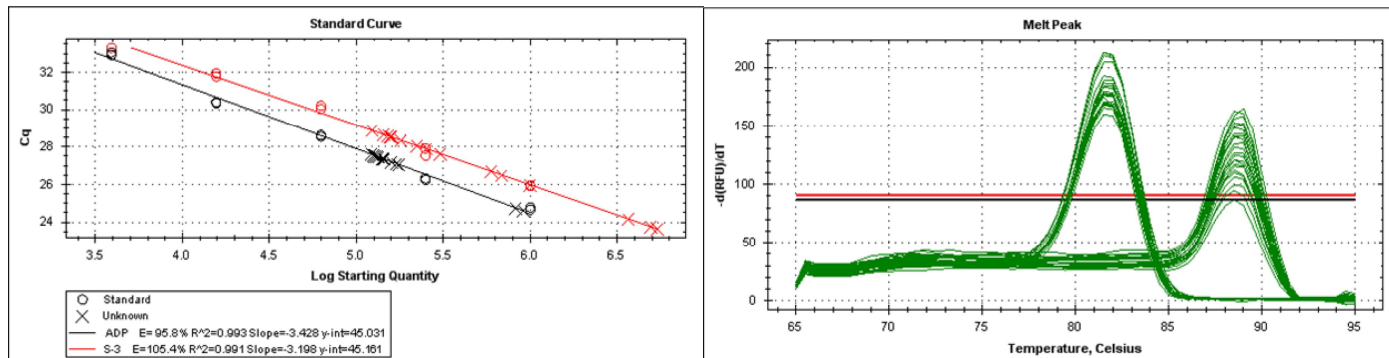 Standard Curve
Cq
32
30
28
26
24
3.5 4.0 4.5 5.0 5.5 6.0 6.5
Log Starting Quantity
Standard
Unknown
ADP E= 95.8% R^2=0.993 Slope=-3.428 y-int=45.031
S-3 E=105.4% R^2=0.991 Slope=-3.198 y-int=45.161
Melt Peak
-d(RFU)/dT
200
150
100
50
0
65 70 75 80 85 90 95
Temperature, Celsius